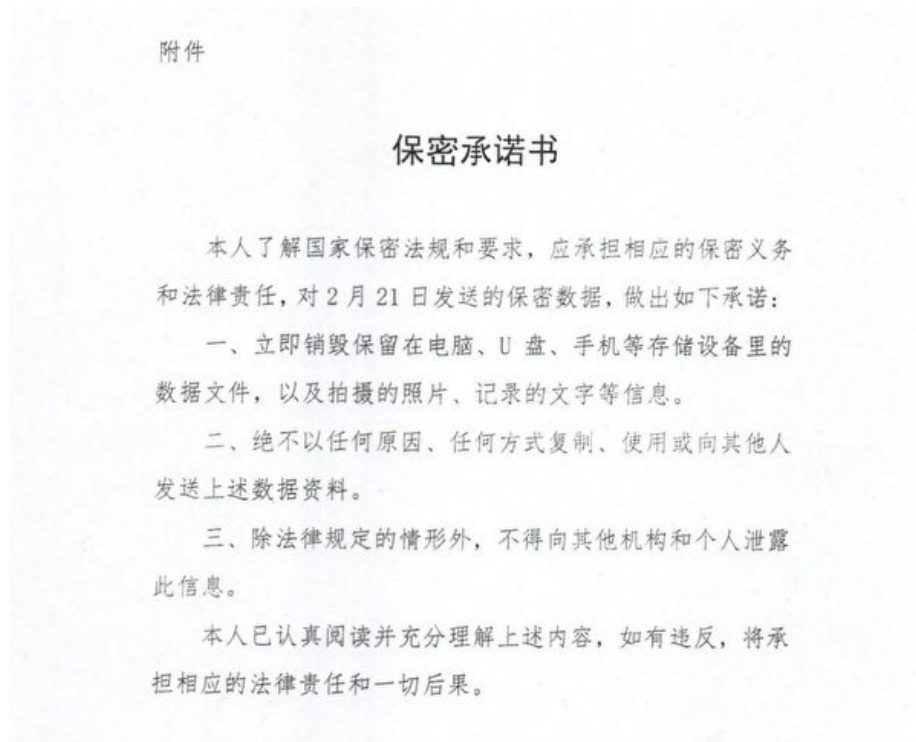 附件
保密承诺书
本人了解国家保密法规和要求，应承担相应的保密义务
和法律责任，对2月21日发送的保密数据，做出如下承诺：
一、立即销毁保留在电脑、U 盘、手机等存储设备里的
数据文件，以及拍摄的照片、记录的文字等信息。
二、绝不以任何原因、任何方式复制、使用或向其他人
发送上述数据资料。
三、除法律规定的情形外，不得向其他机构和个人泄露
此信息。
本人已认真阅读并充分理解上述内容，如有违反，将承
担相应的法律责任和一切后果。